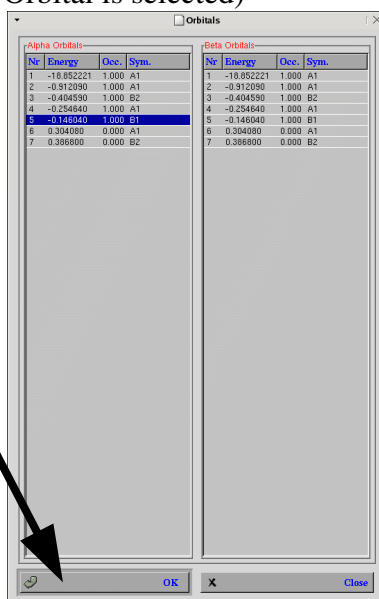 Orbital is selected)
Orbitals
Alpha Orbitals
Nr Energy Occ. Sym.
1 -18.852221 1.000 A1
2 -0.912090 1.000 A1
3 -0.404590 1.000 B2
4 -0.254640 1.000 A1
5 -0.146040 1.000 B1
6 0.304080 0.000 A1
7 0.386800 0.000 B2
Beta Orbitals
Nr Energy Occ. Sym.
1 -18.852221 1.000 A1
2 -0.912090 1.000 A1
3 -0.404590 1.000 B2
4 -0.254640 1.000 A1
5 -0.146040 1.000 B1
6 0.304080 0.000 A1
7 0.386800 0.000 B2
OK
Close